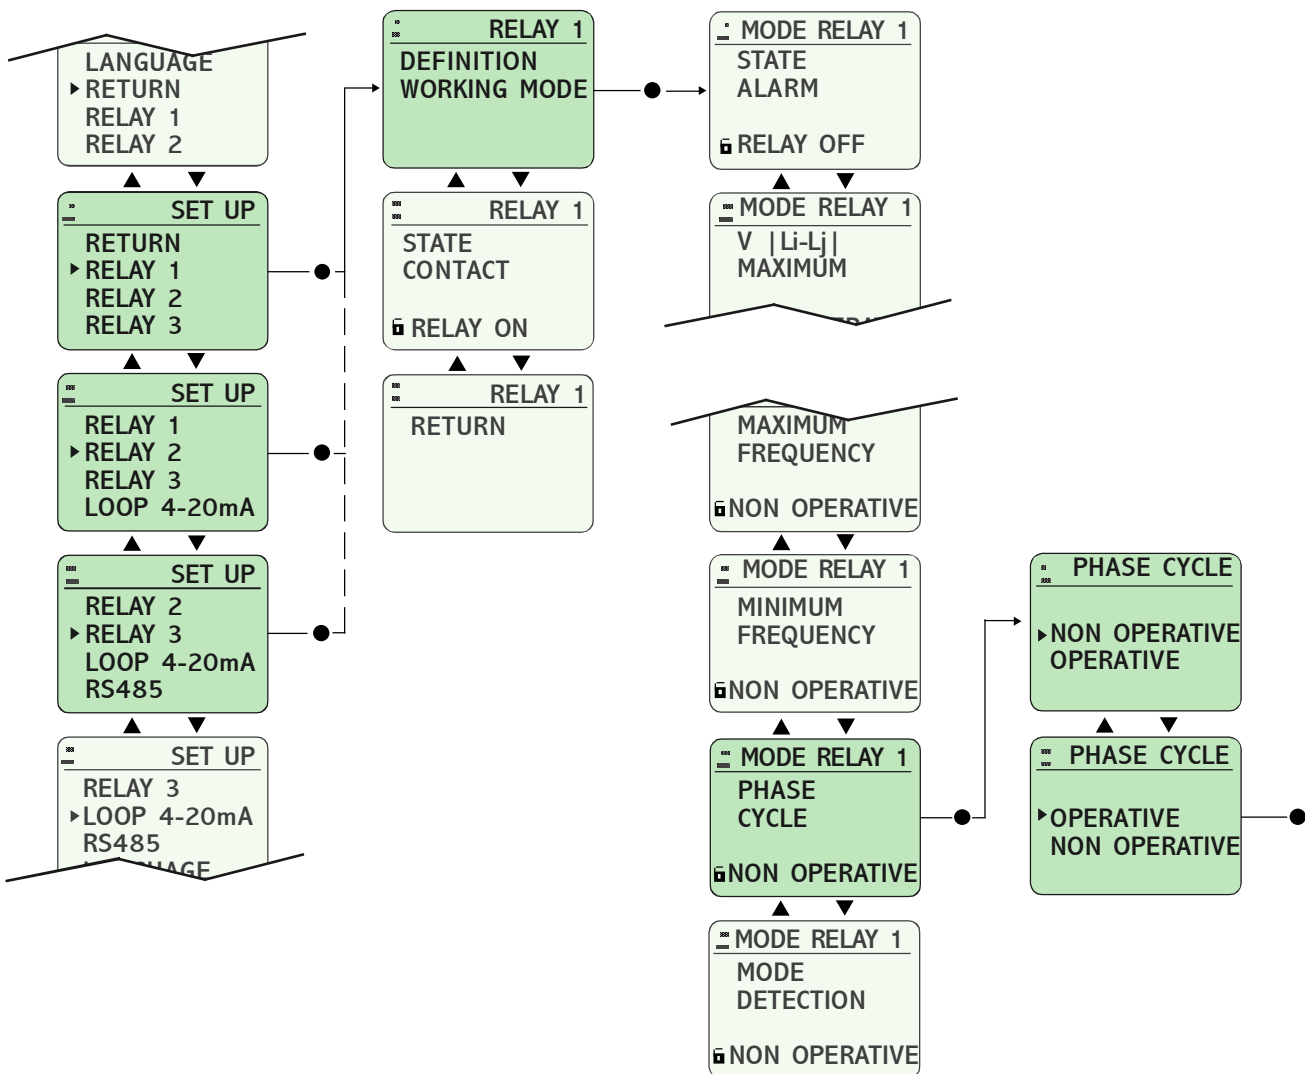 LANGUAGE
RETURN
RELAY 1
RELAY 2
SET UP
RETURN
RELAY 1
RELAY 2
RELAY 3
SET UP
RELAY 1
RELAY 2
RELAY 3
LOOP 4-20mA
SET UP
RELAY 2
RELAY 3
LOOP 4-20mA
RS485
SET UP
RELAY 3
LOOP 4-20mA
RS485
RELAY 1
DEFINITION
WORKING MODE
RELAY 1
STATE
CONTACT
RELAY ON
RELAY 1
RETURN
MODE RELAY 1
STATE
ALARM
RELAY OFF
MODE RELAY 1
V |Li-Lj|
MAXIMUM
MAXIMUM
FREQUENCY
NON OPERATIVE
MODE RELAY 1
MINIMUM
FREQUENCY
NON OPERATIVE
MODE RELAY 1
PHASE
CYCLE
NON OPERATIVE
MODE RELAY 1
MODE
DETECTION
NON OPERATIVE
PHASE CYCLE
NON OPERATIVE
OPERATIVE
PHASE CYCLE
OPERATIVE
NON OPERATIVE